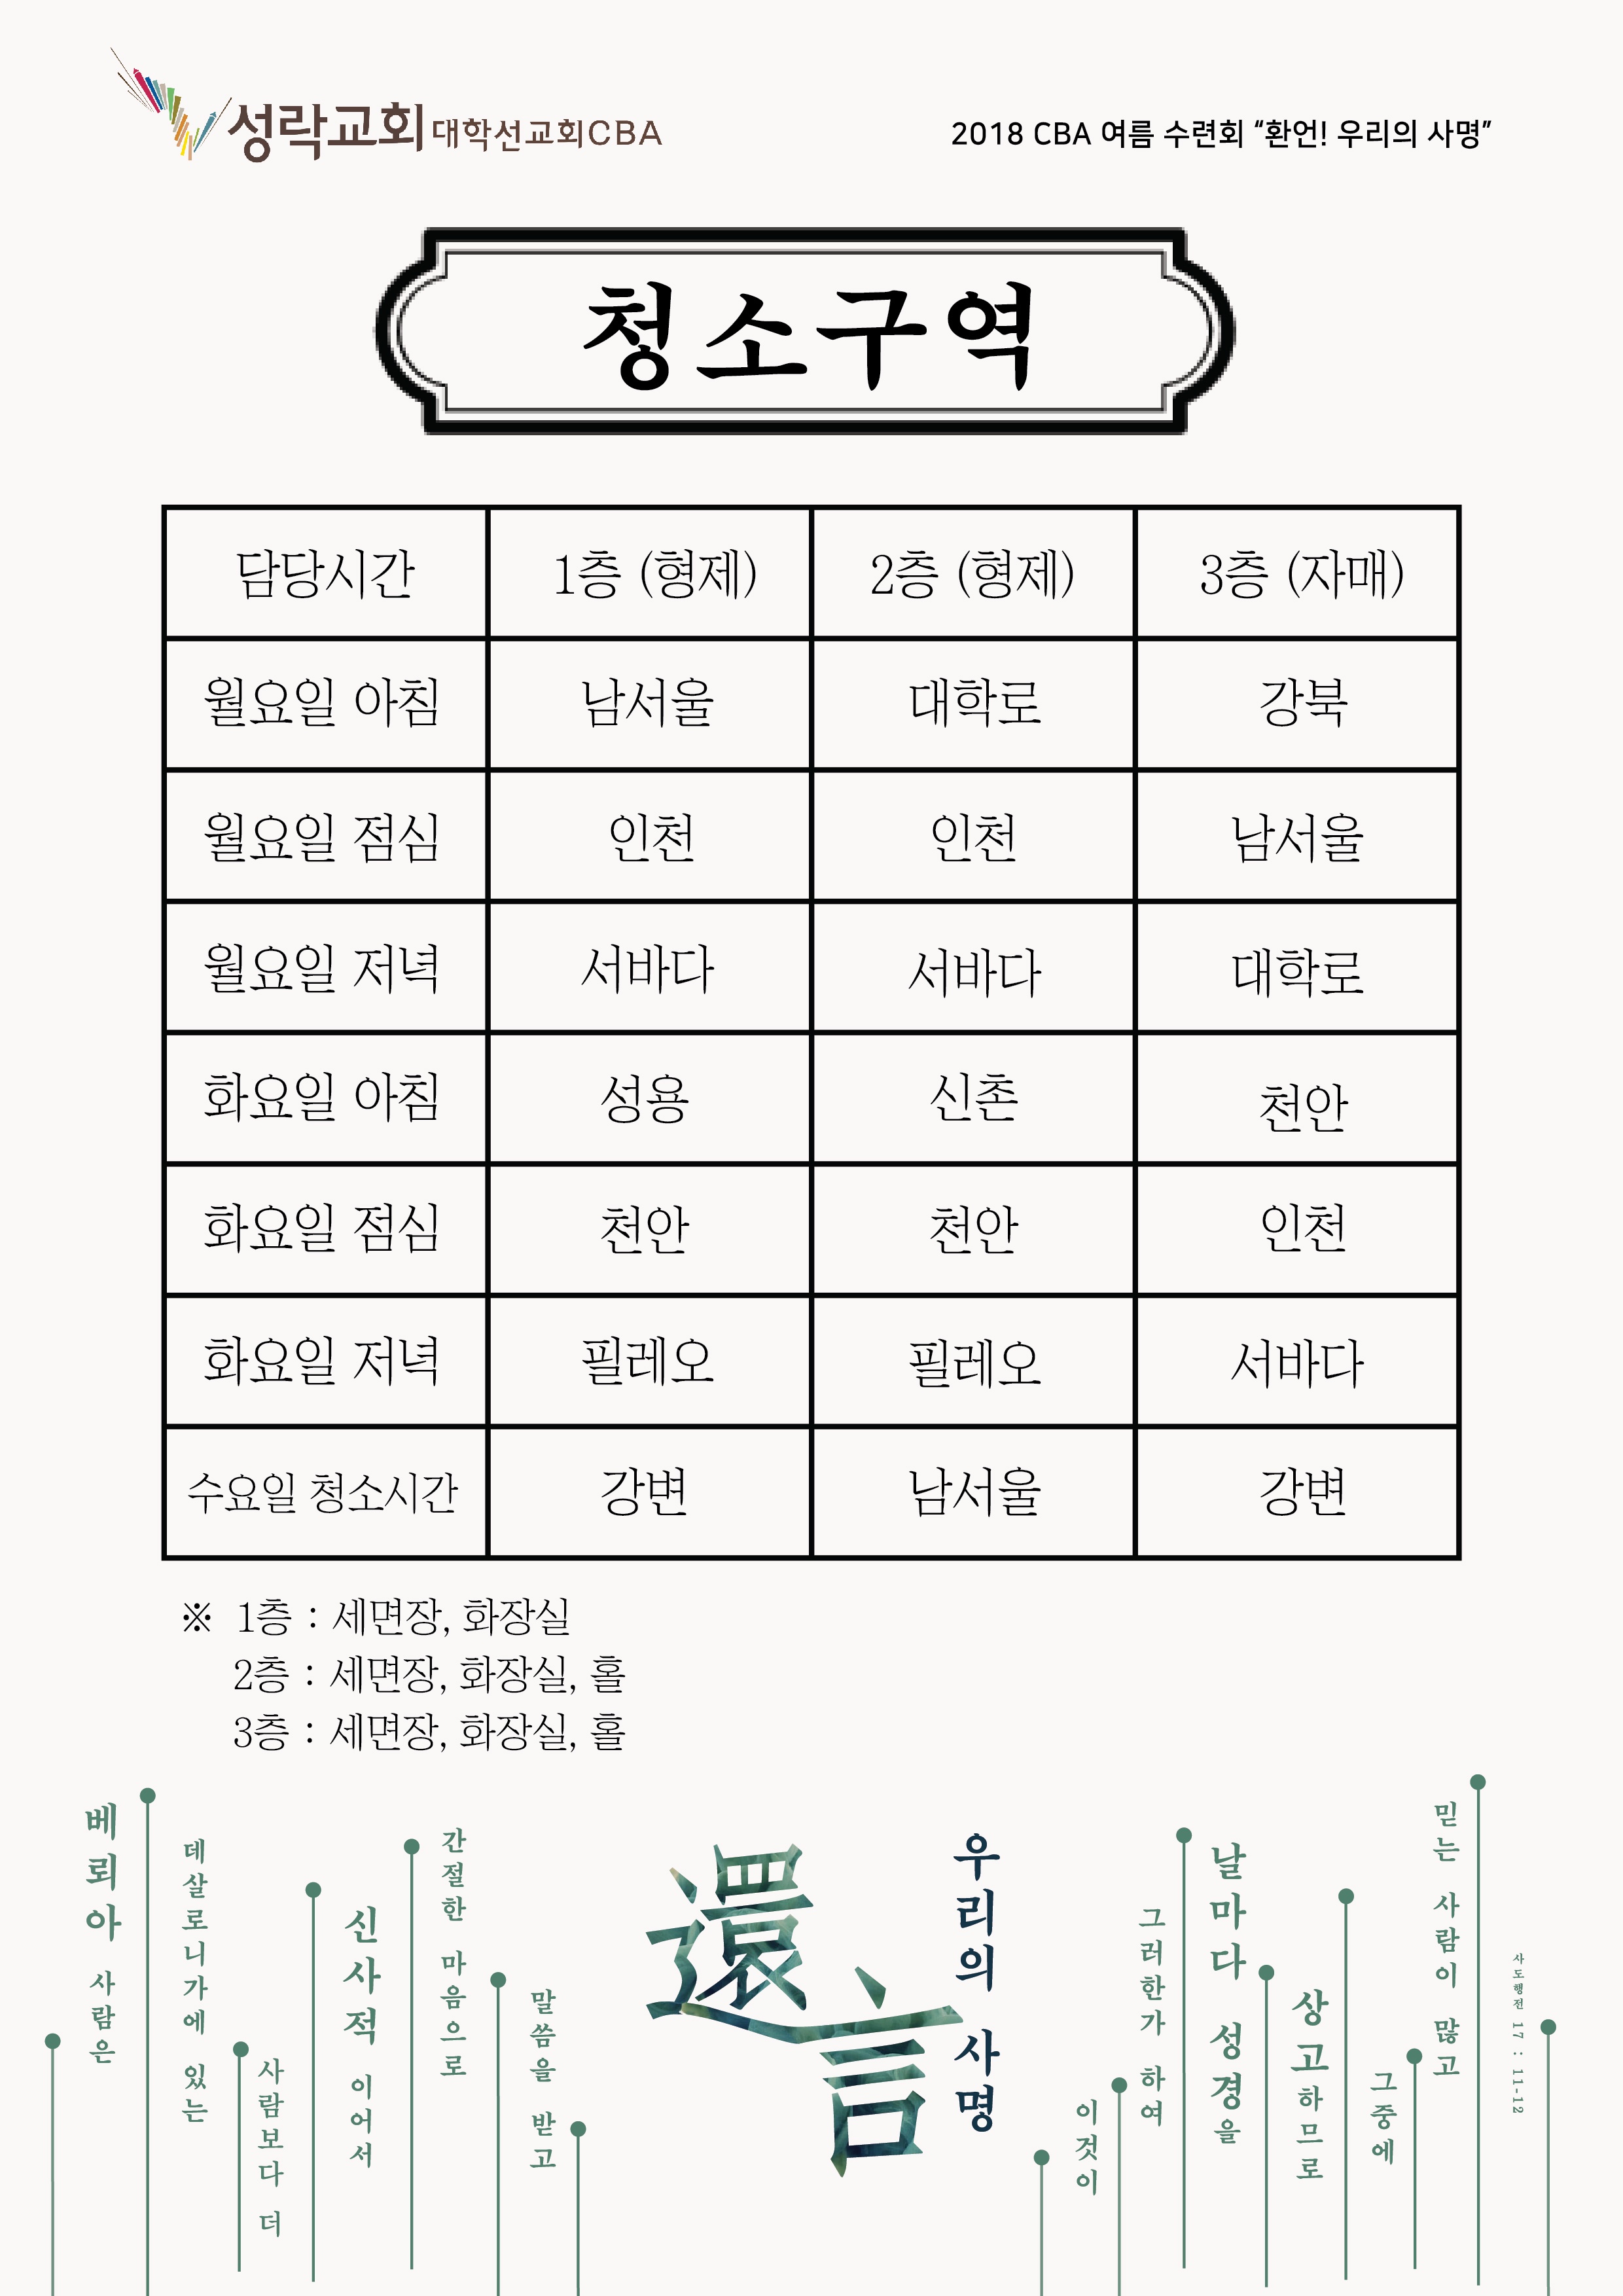 성락교회 대학선교회CBA
2018 CBA 여름 수련회 “환언! 우리의 사명”
청소구역
담당시간 1층 (형제) 2층 (형제) 3층 (자매)
월요일 아침 남서울 대학로 강북
월요일 점심 인천 인천 남서울
월요일 저녁 서바다 서바다 대학로
화요일 아침 성용 신촌 천안
화요일 점심 천안 천안 인천
화요일 저녁 필레오 필레오 서바다
수요일 청소시간 강변 남서울 강변
※ 1층 : 세면장, 화장실
2층 : 세면장, 화장실, 홀
3층 : 세면장, 화장실, 홀
베뢰아 사람은
데살로니가에 있는
사람보다 더
신사적 이어서
간절한 마음으로
말씀을 받고
還言
우리의 사명
이것이
그러한가 하여
날마다 성경을
상고하므로
그중에
믿는 사람이 많고
사도행전 17 : 11-12